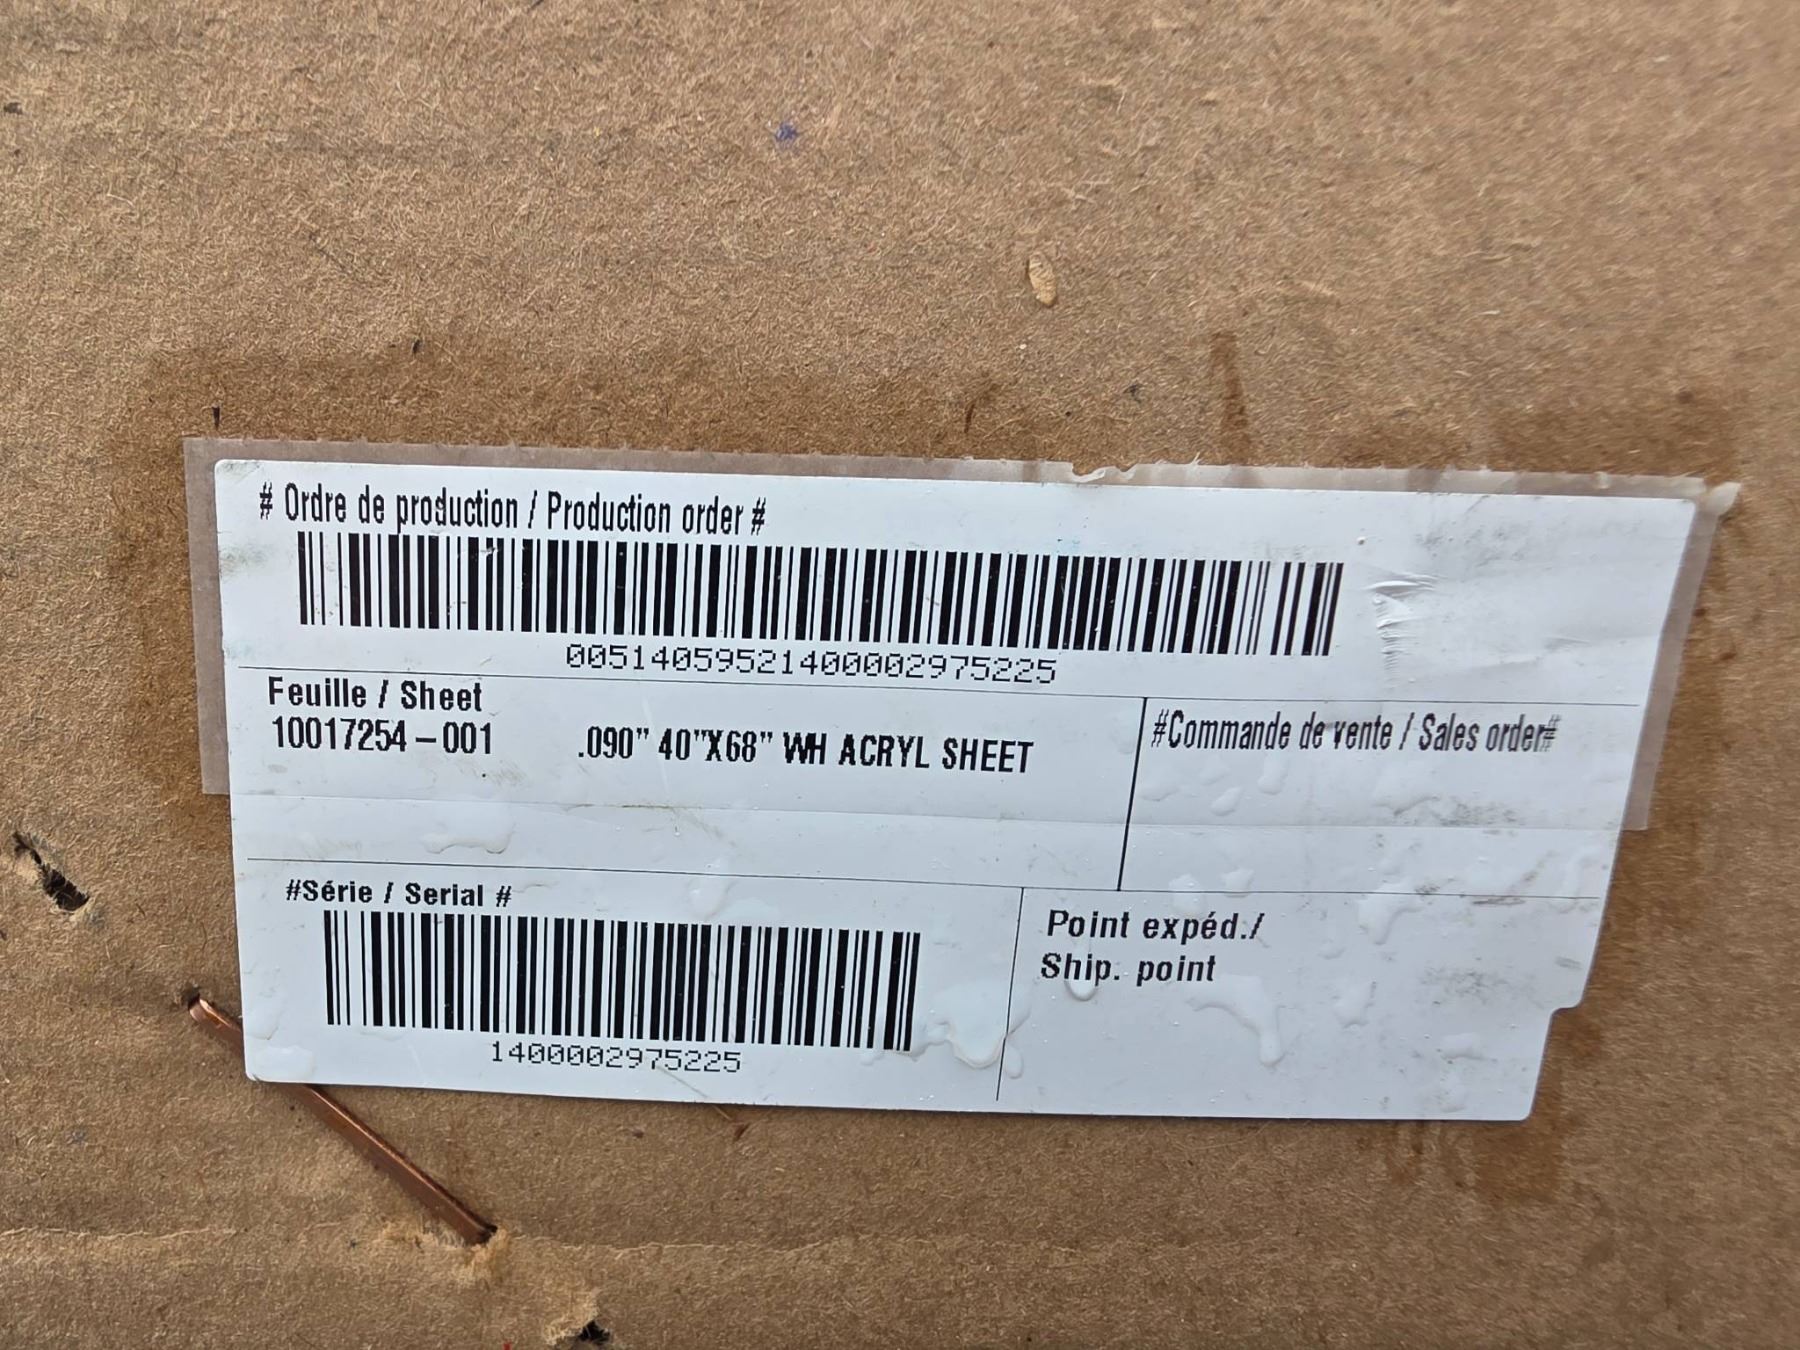 # Ordre de production / Production order #
005140595214000002975225
Feuille / Sheet
10017254-001
.090" 40"X68" WH ACRYL SHEET
#Commande de vente / Sales order#
#Série / Serial #
1400002975225
Point expéd./
Ship. point